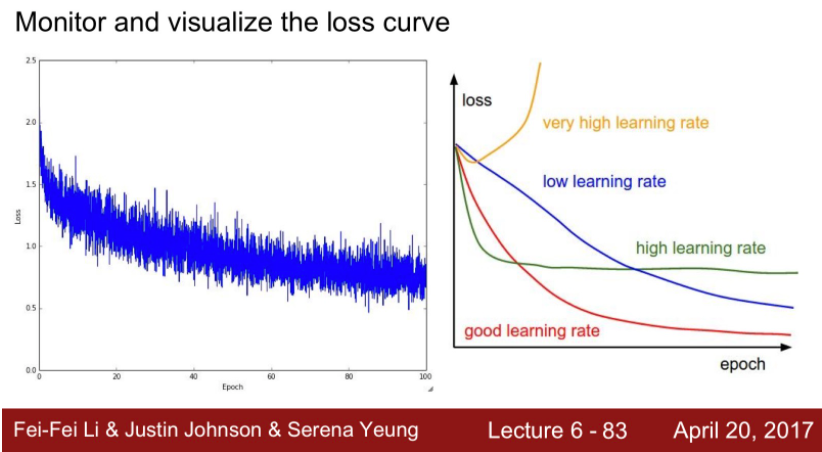 Monitor and visualize the loss curve
2.5
2.0
1.5
1.0
0.5
0.0
Loss
0 20 40 60 80 100
Epoch
loss
very high learning rate
low learning rate
high learning rate
good learning rate
epoch
Fei-Fei Li & Justin Johnson & Serena Yeung Lecture 6 - 83 April 20, 2017